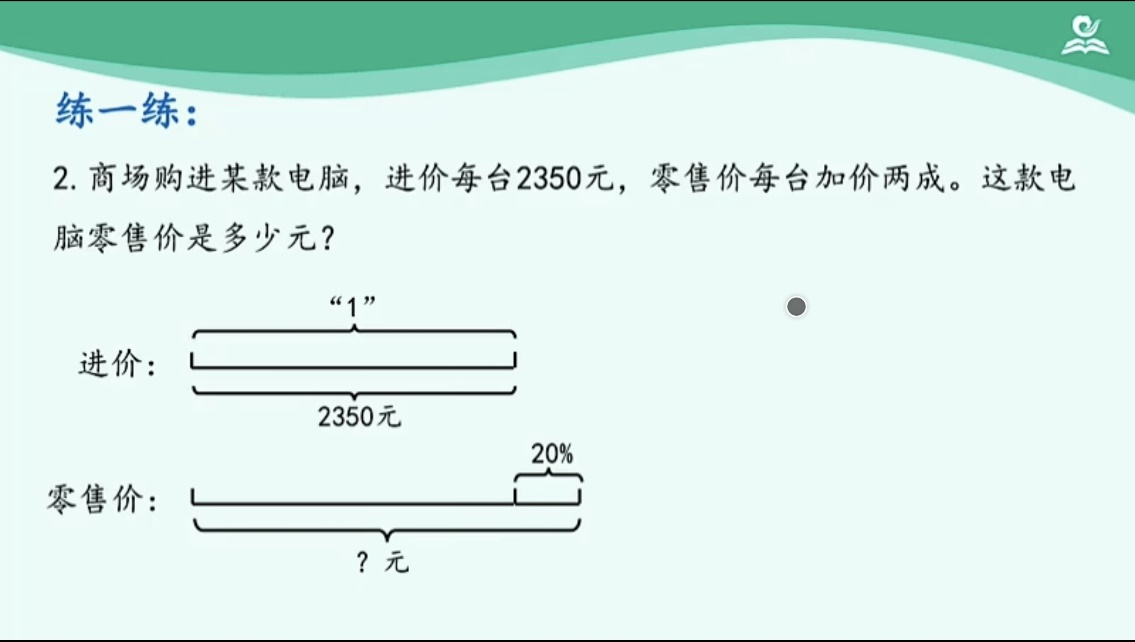 练一练：
2. 商场购进某款电脑，进价每台2350元，零售价每台加价两成。这款电
脑零售价是多少元？
“1”
进价：
2350元
20%
零售价：
？元